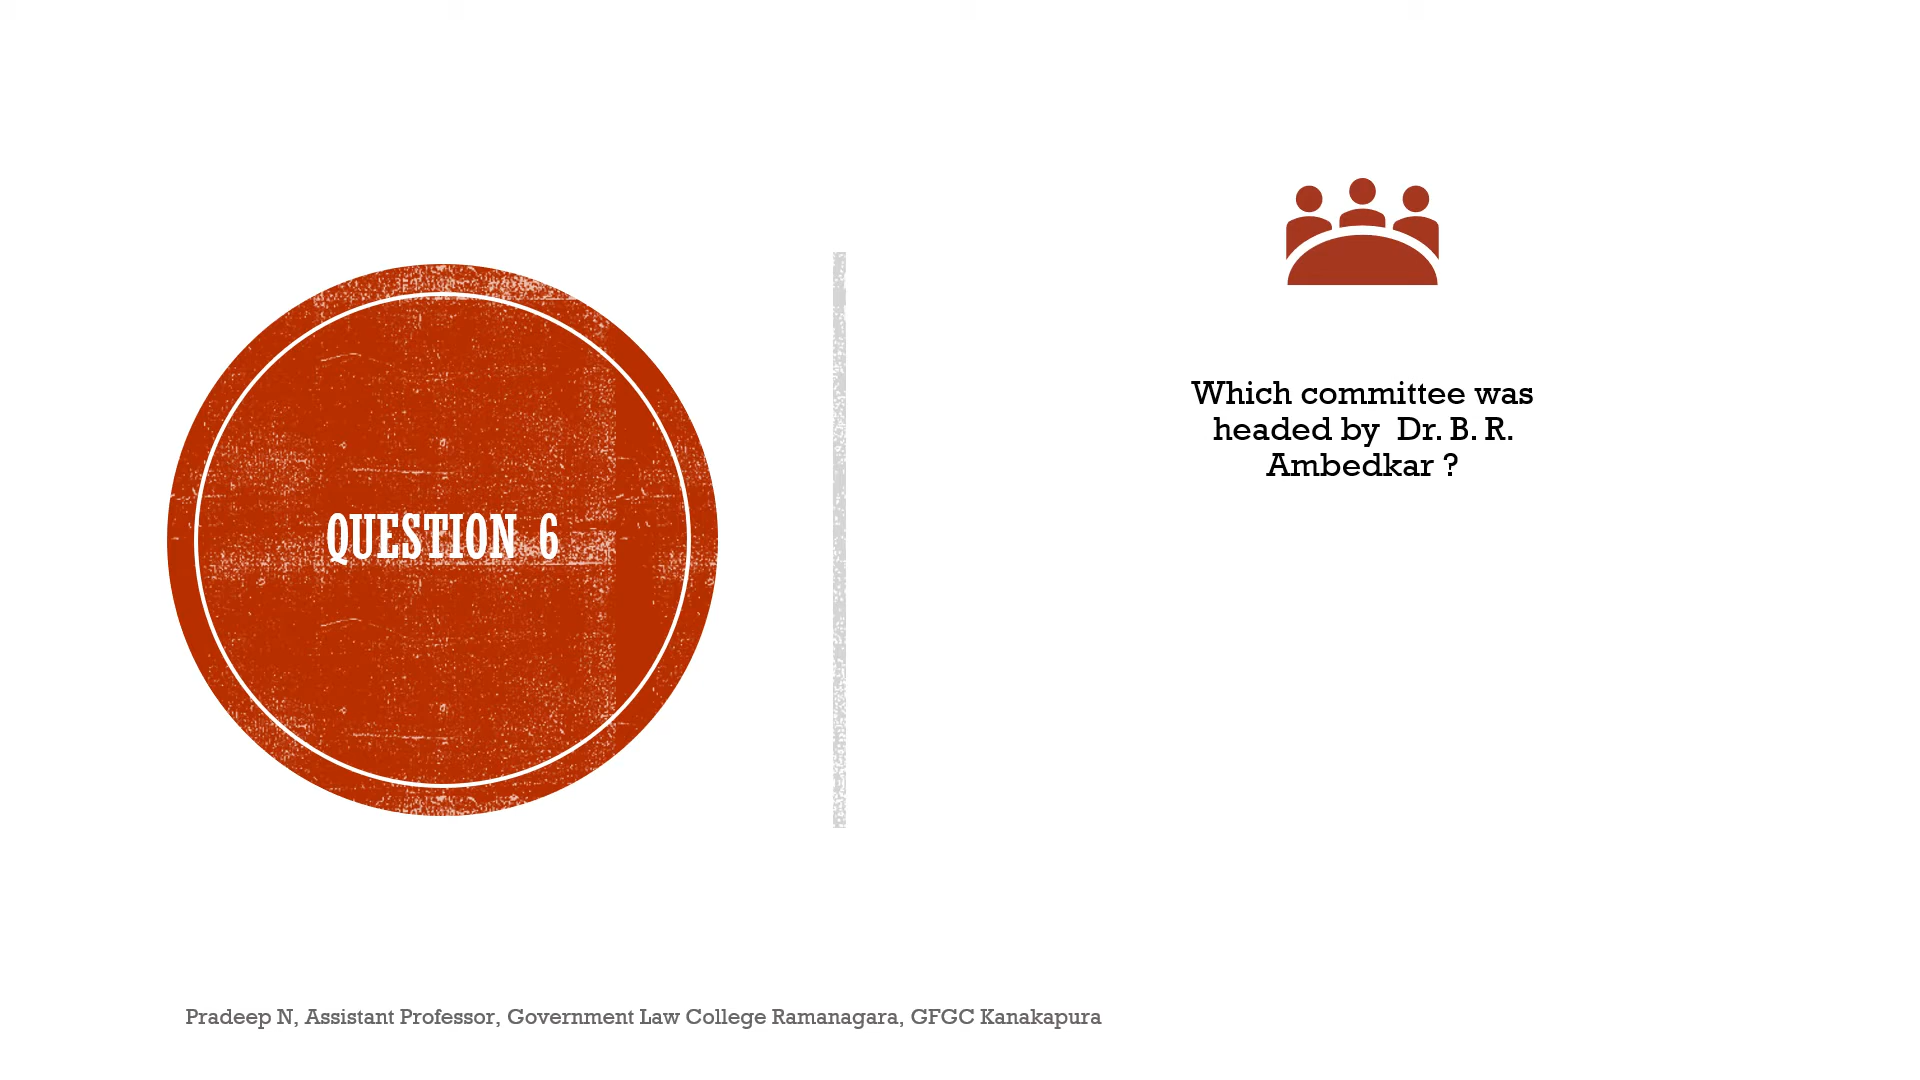 QUESTION 6
Which committee was
headed by  Dr. B. R.
Ambedkar ?
Pradeep N, Assistant Professor, Government Law College Ramanagara, GFGC Kanakapura